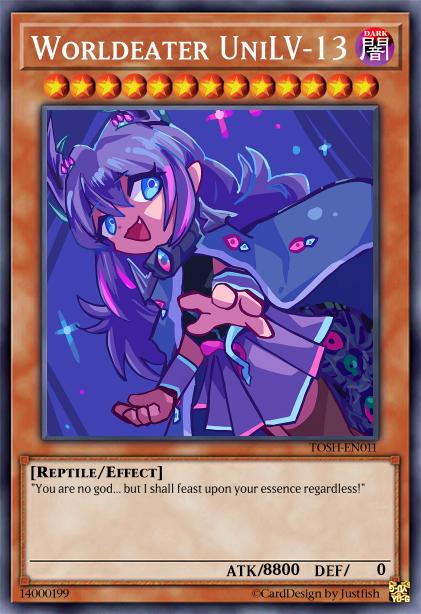 WORLDEATER UNILV-13
DARK
闇
TOSH-EN011
[REPTILE/EFFECT]
"You are no god... but I shall feast upon your essence regardless!"
ATK/8800 DEF/ 0
14000199 ©CardDesign by Justfish